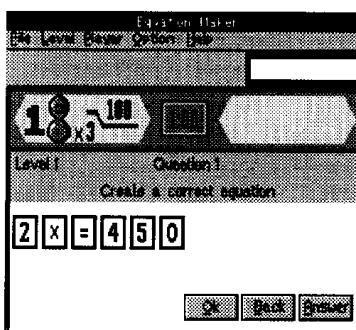 Equation Maker
File Level Player Option Help
1 x3 100
Level 1 Question 1
Create a correct equation
2 x = 4 5 0
Ok Back Answer